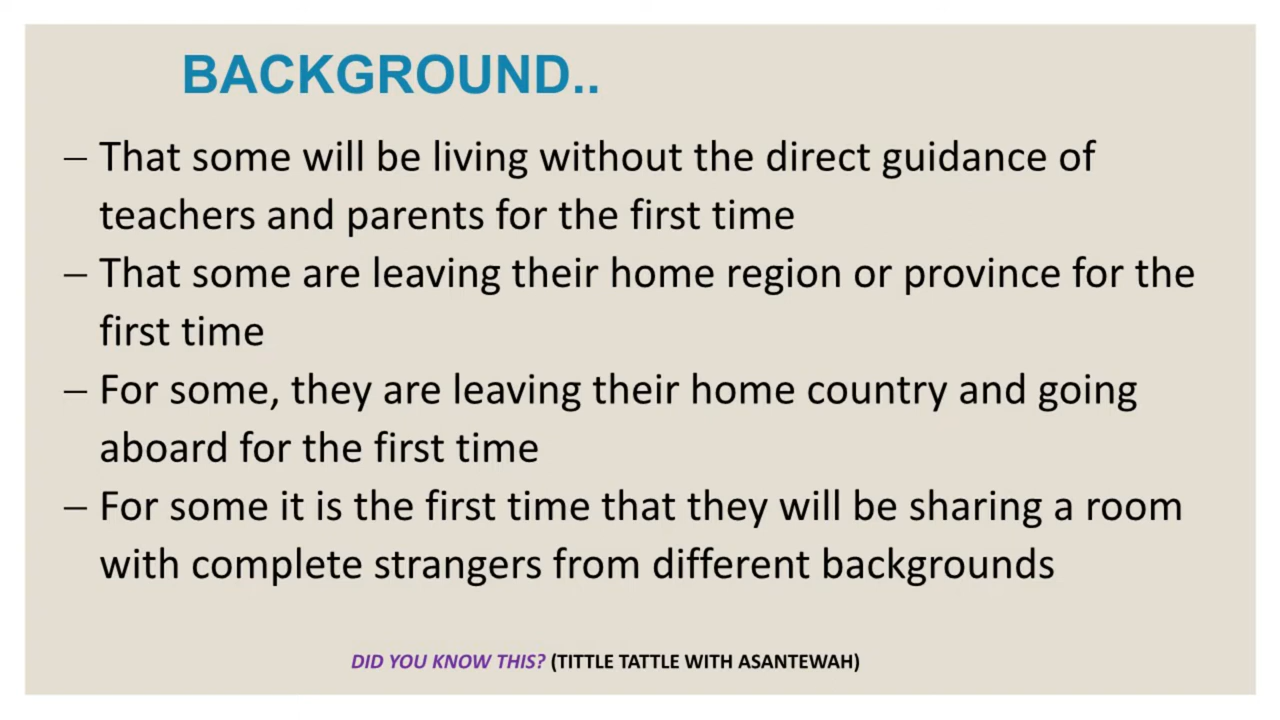 BACKGROUND..
– That some will be living without the direct guidance of
teachers and parents for the first time
– That some are leaving their home region or province for the
first time
– For some, they are leaving their home country and going
aboard for the first time
– For some it is the first time that they will be sharing a room
with complete strangers from different backgrounds
DID YOU KNOW THIS? (TITTLE TATTLE WITH ASANTEWAH)